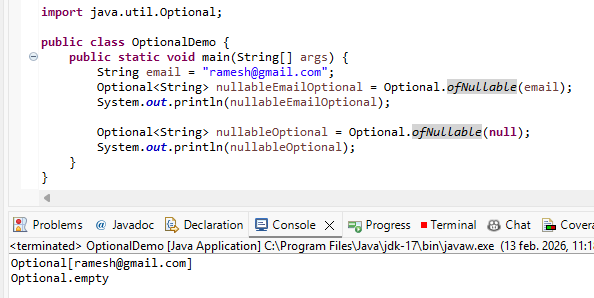 import java.util.Optional;
public class OptionalDemo {
public static void main(String[] args) {
String email = "ramesh@gmail.com";
Optional<String> nullableEmailOptional = Optional.ofNullable(email);
System.out.println(nullableEmailOptional);
Optional<String> nullableOptional = Optional.ofNullable(null);
System.out.println(nullableOptional);
}
}
Problems @ Javadoc Declaration Console Progress Terminal Chat Covera
<terminated> OptionalDemo [Java Application] C:\Program Files\Java\jdk-17\bin\javaw.exe (13 feb. 2026, 11:1
Optional[ramesh@gmail.com]
Optional.empty